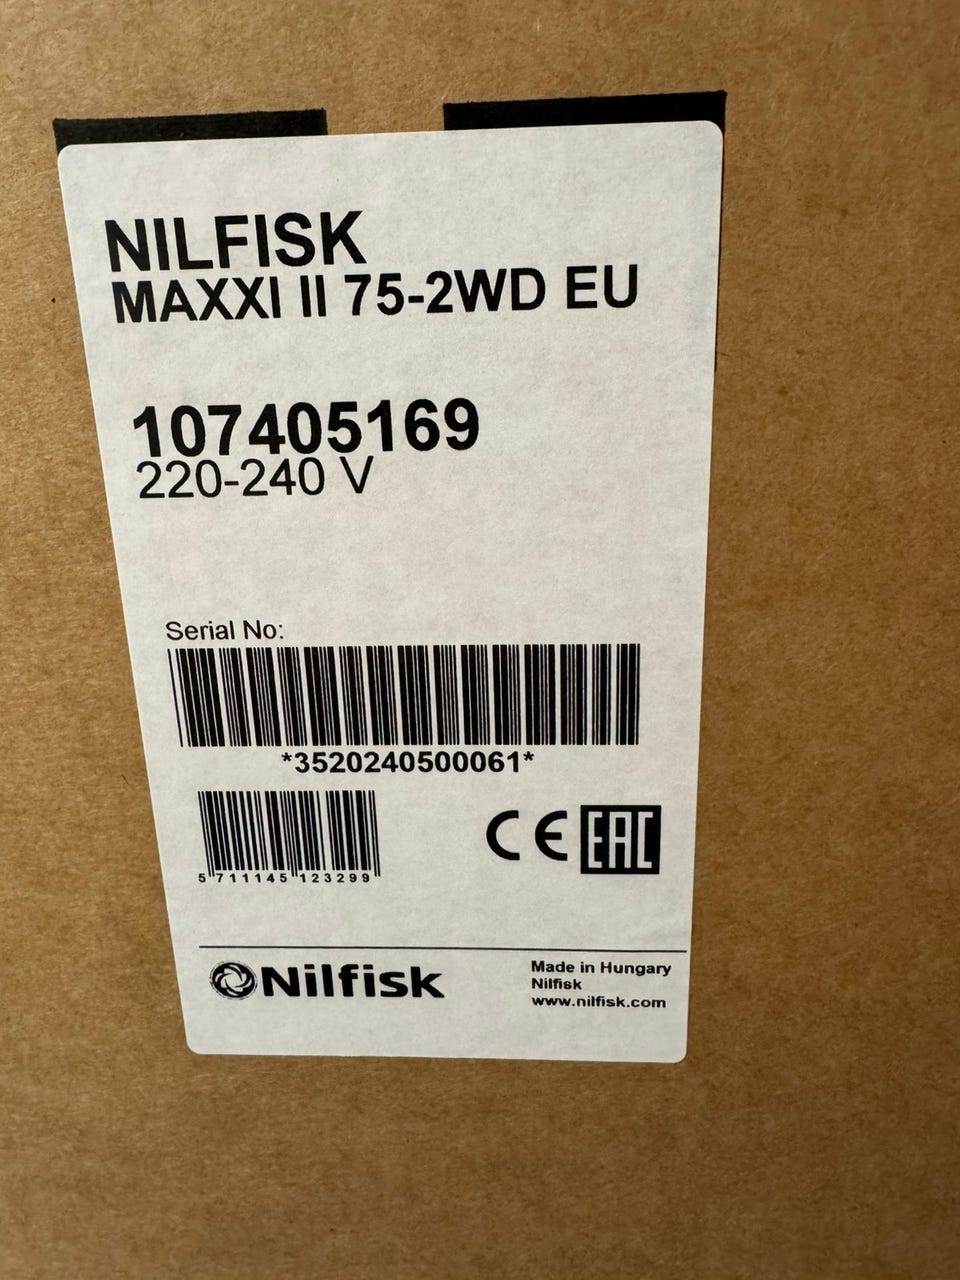 NILFISK
MAXXI II 75-2WD EU
107405169
220-240 V
Serial No:
*3520240500061*
5 711145 123299
CE EAC
Nilfisk
Made in Hungary
Nilfisk
www.nilfisk.com